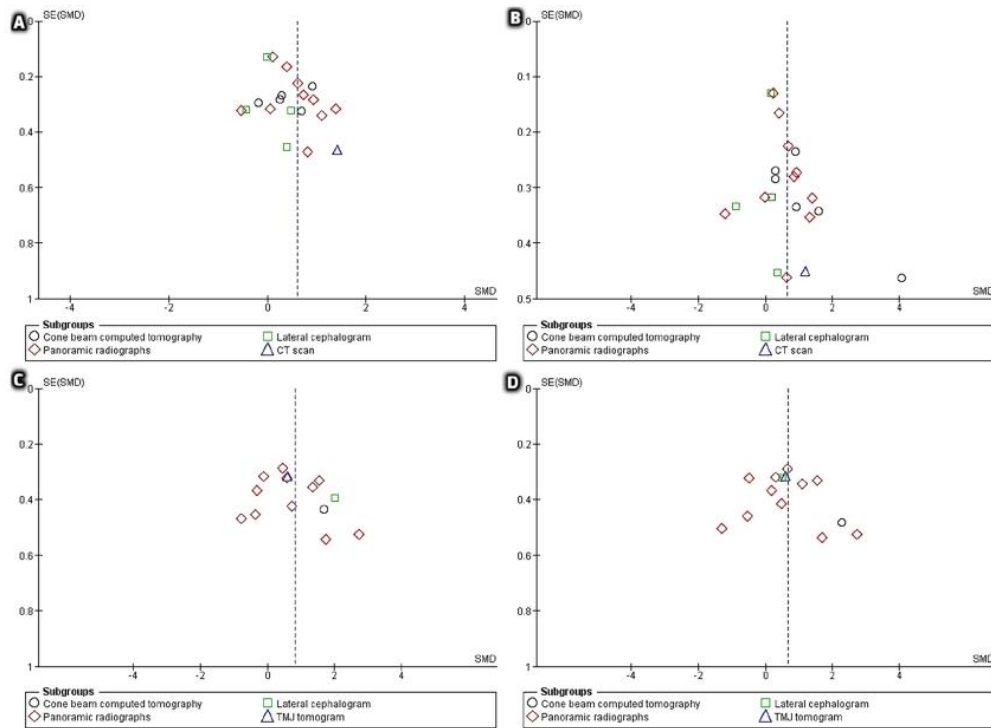 A
SE(SMD)
0
0.2
0.4
0.6
0.8
1
-4
-2
0
2
4
SMD
Subgroups
Cone beam computed tomography
Lateral cephalogram
Panoramic radiographs
CT scan
B
SE(SMD)
0
0.1
0.2
0.3
0.4
0.5
-4
-2
0
2
4
SMD
Subgroups
Cone beam computed tomography
Lateral cephalogram
Panoramic radiographs
CT scan
C
SE(SMD)
0
0.2
0.4
0.6
0.8
1
-4
-2
0
2
4
SMD
Subgroups
Cone beam computed tomography
Lateral cephalogram
Panoramic radiographs
TMJ tomogram
D
SE(SMD)
0
0.2
0.4
0.6
0.8
1
-4
-2
0
2
4
SMD
Subgroups
Cone beam computed tomography
Lateral cephalogram
Panoramic radiographs
TMJ tomogram